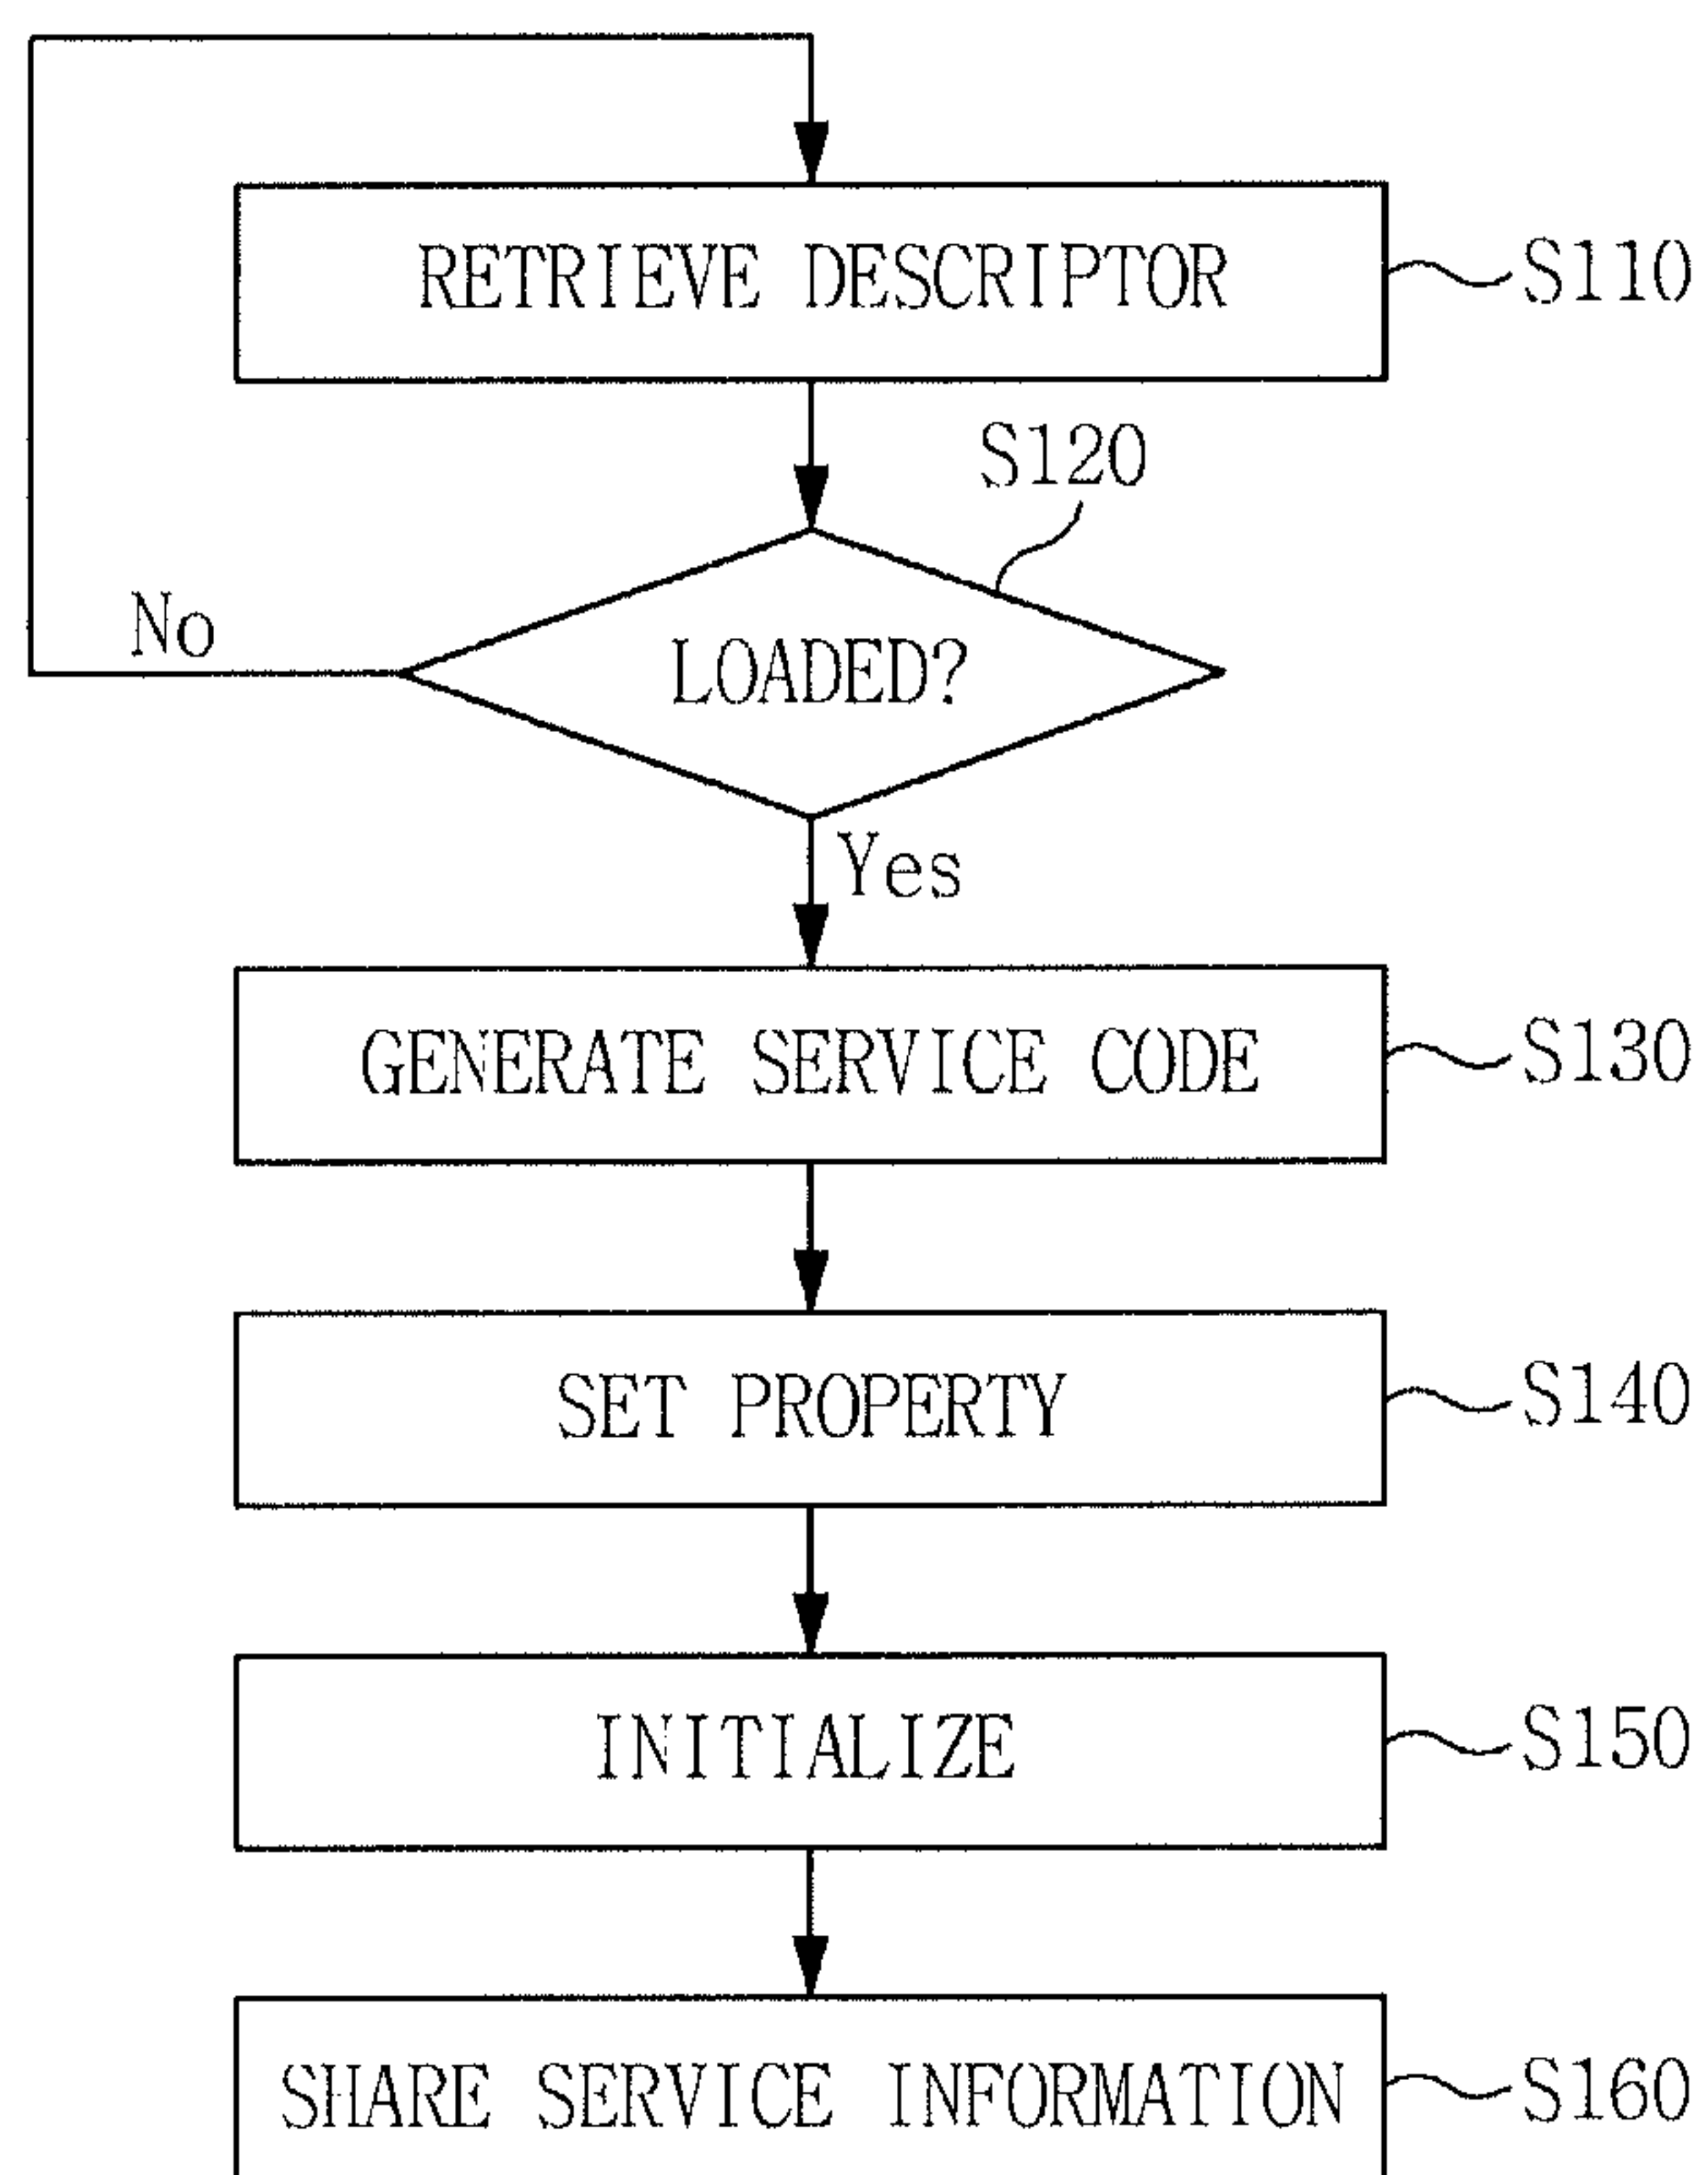 RETRIEVE DESCRIPTOR
S110
S120
No
LOADED?
Yes
GENERATE SERVICE CODE
S130
SET PROPERTY
S140
INITIALIZE
S150
SHARE SERVICE INFORMATION
S160